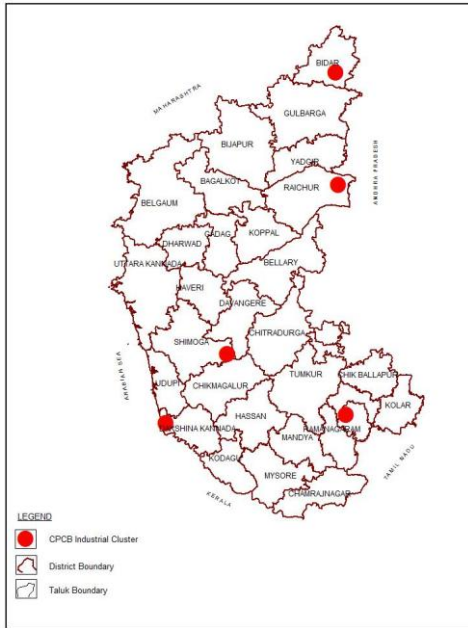 BIDAR
MAHARASHTRA
GULBARGA
BIJAPUR
YADGIR
ANDHRA PRADESH
BAGALKOT
RAICHUR
BELGAUM
GADAG
KOPPAL
DHARWAD
UTTARA KANNADA
BELLARY
HAVERI
DAVANGERE
CHITRADURGA
SHIMOGA
ARABIAN SEA
TUMKUR
CHIK BALLAPUR
UDUPI
CHIKMAGALUR
KOLAR
HASSAN
MANDYA
KODAGU
TAMIL NADU
MYSORE
KERALA
CHAMRAJNAGAR
LEGEND
CPCB Industrial Cluster
District Boundary
Taluk Boundary